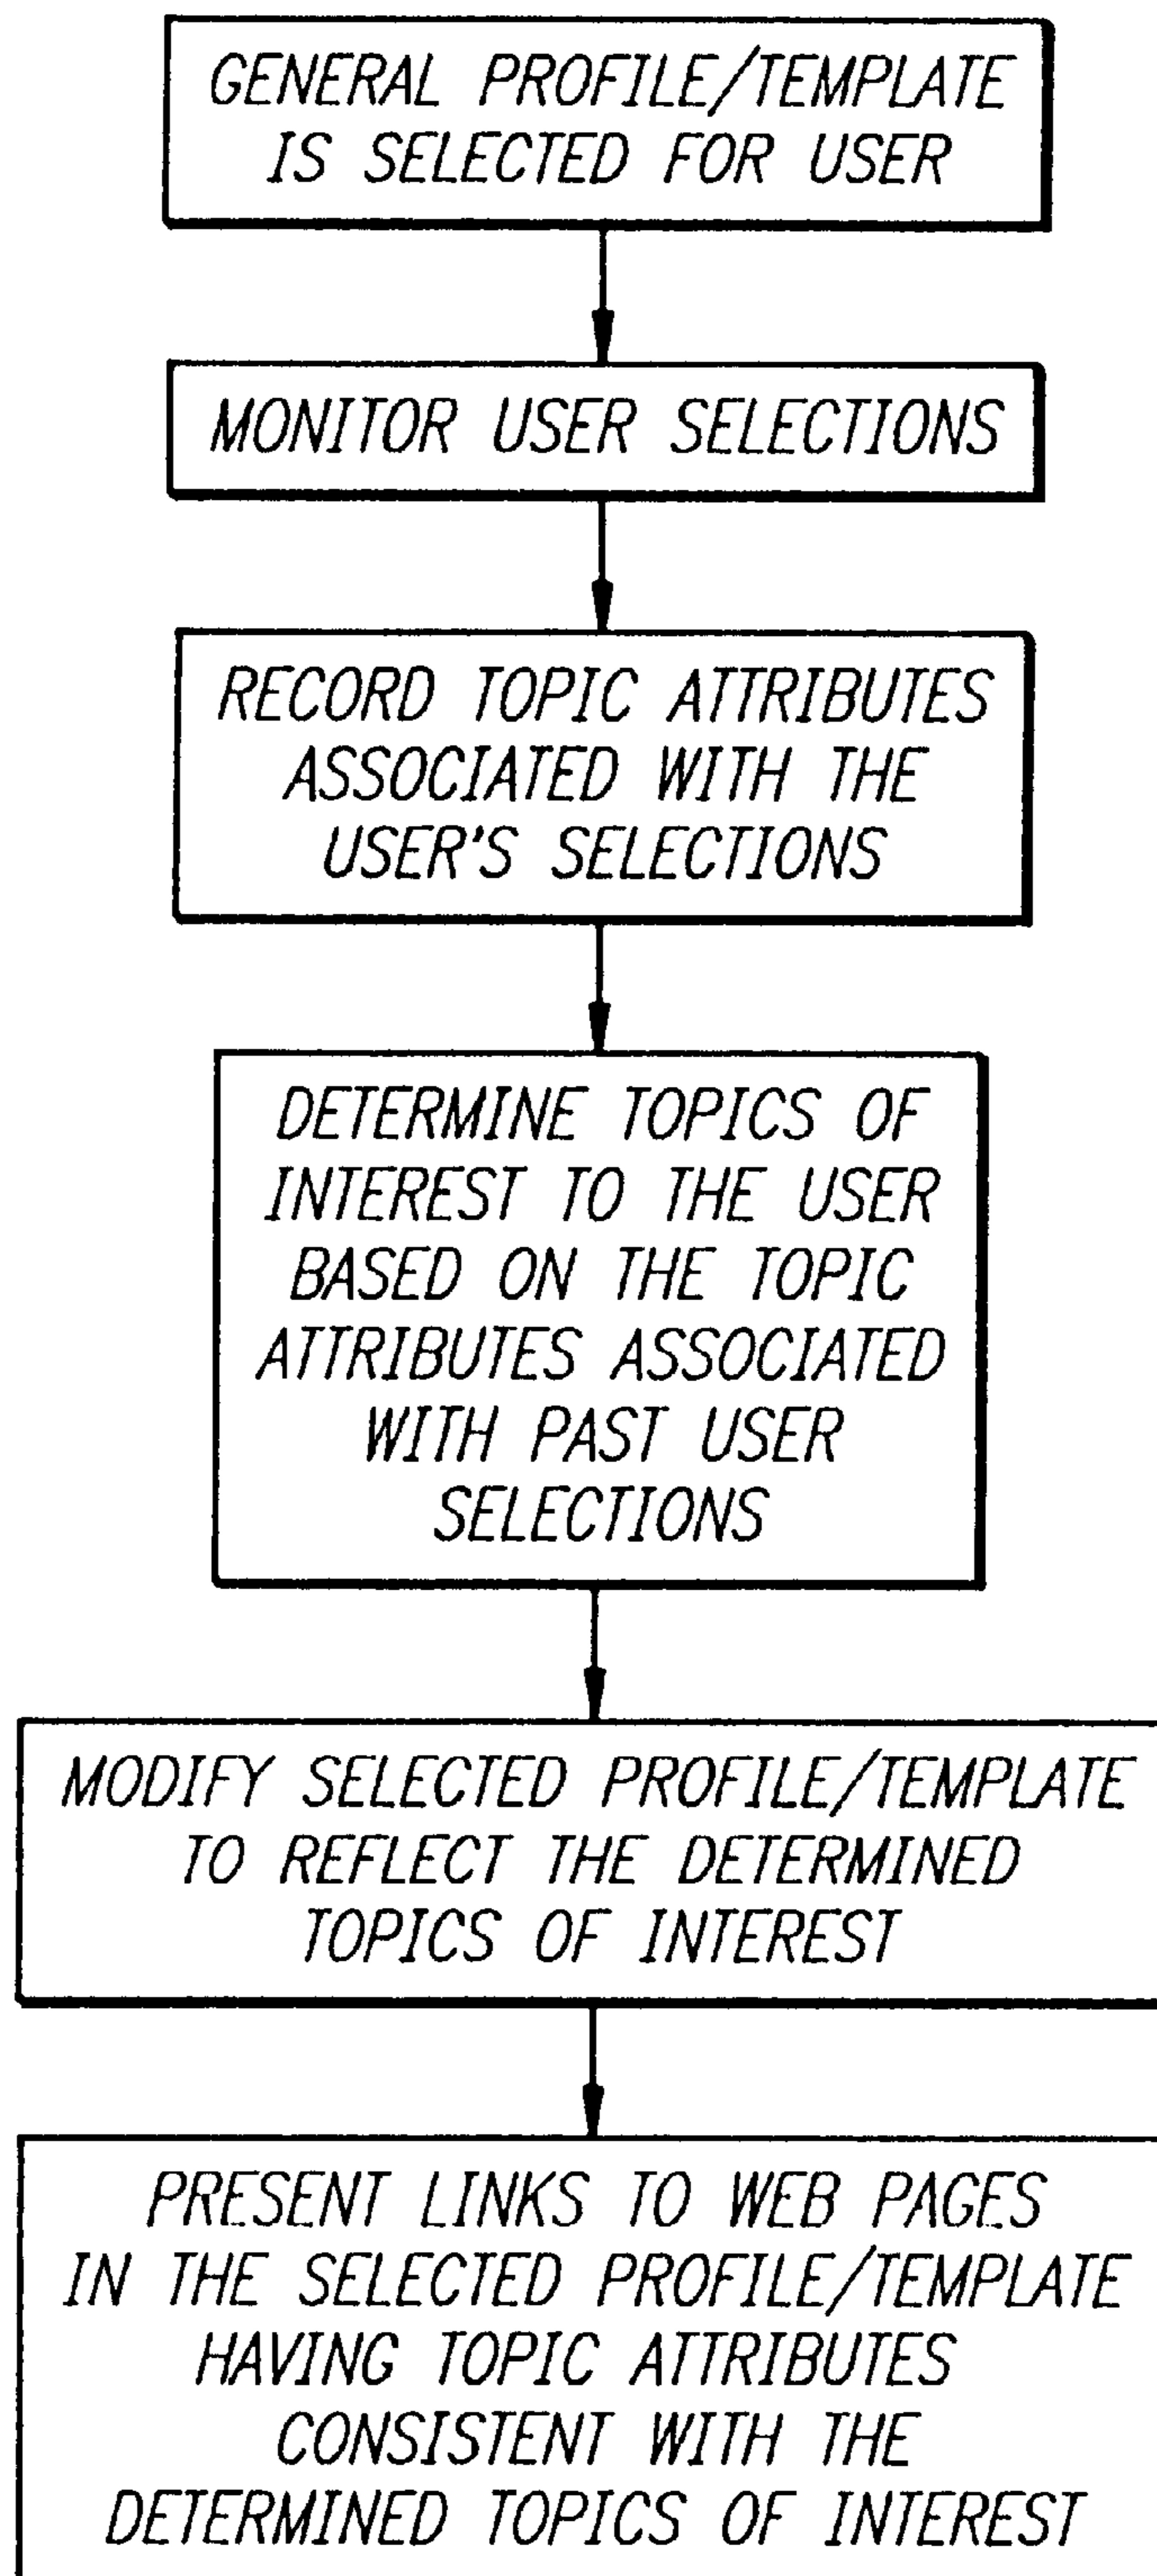 GENERAL PROFILE/TEMPLATE
IS SELECTED FOR USER
MONITOR USER SELECTIONS
RECORD TOPIC ATTRIBUTES
ASSOCIATED WITH THE
USER'S SELECTIONS
DETERMINE TOPICS OF
INTEREST TO THE USER
BASED ON THE TOPIC
ATTRIBUTES ASSOCIATED
WITH PAST USER
SELECTIONS
MODIFY SELECTED PROFILE/TEMPLATE
TO REFLECT THE DETERMINED
TOPICS OF INTEREST
PRESENT LINKS TO WEB PAGES
IN THE SELECTED PROFILE/TEMPLATE
HAVING TOPIC ATTRIBUTES
CONSISTENT WITH THE
DETERMINED TOPICS OF INTEREST